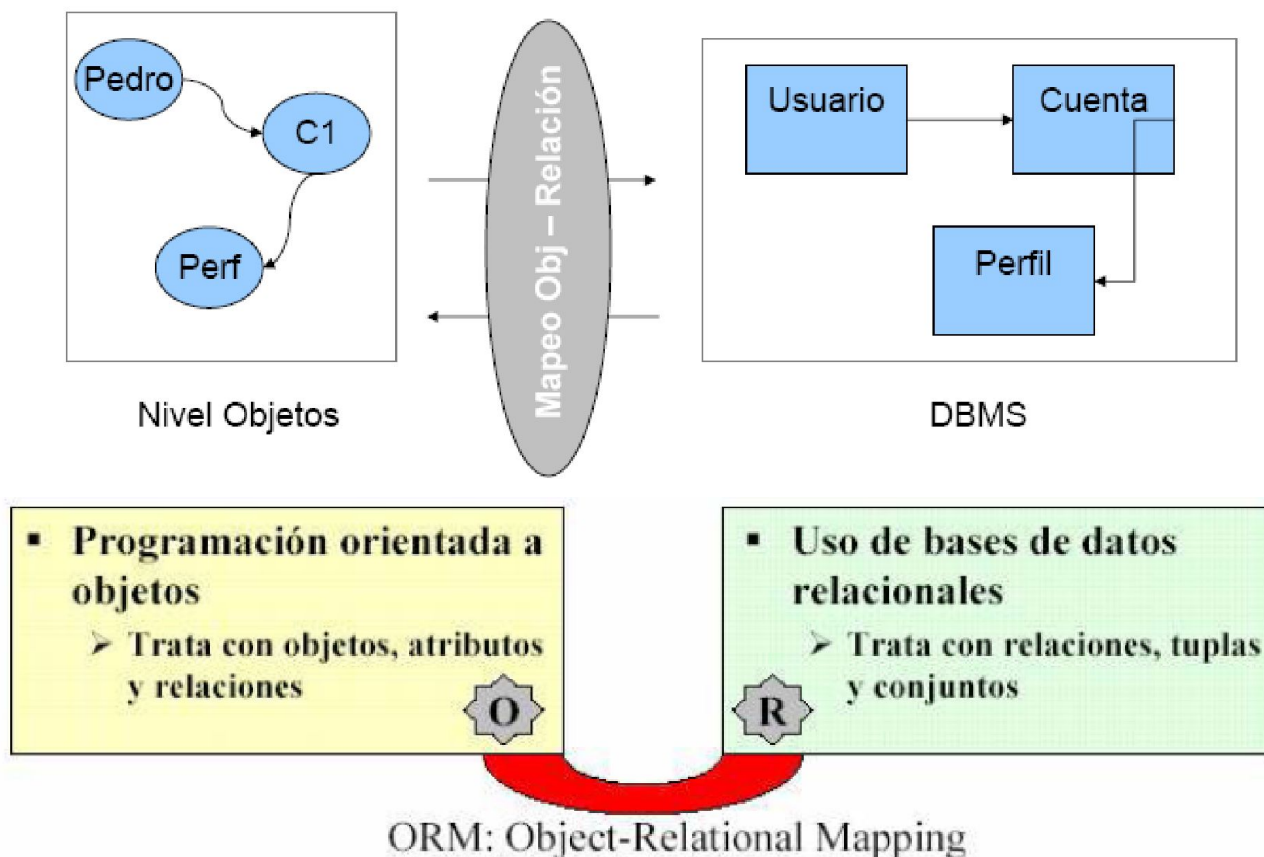 Pedro
C1
Perf
Nivel Objetos
Mapeo Obj – Relación
Usuario
Cuenta
Perfil
DBMS
▪ Programación orientada a
objetos
➢ Trata con objetos, atributos
y relaciones
O
▪ Uso de bases de datos
relacionales
➢ Trata con relaciones, tuplas
y conjuntos
R
ORM: Object-Relational Mapping